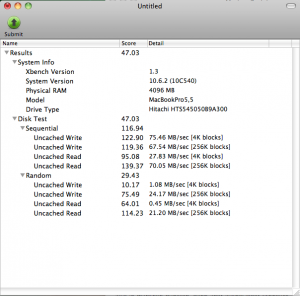 Untitled
Submit
Name Score Detail
Results 47.03
System Info
Xbench Version 1.3
System Version 10.6.2 (10C540)
Physical RAM 4096 MB
Model MacBookPro5,5
Drive Type Hitachi HTS545050B9A300
Disk Test 47.03
Sequential 116.94
Uncached Write 122.90 75.46 MB/sec [4K blocks]
Uncached Write 119.36 67.54 MB/sec [256K blocks]
Uncached Read 95.08 27.83 MB/sec [4K blocks]
Uncached Read 139.37 70.05 MB/sec [256K blocks]
Random 29.43
Uncached Write 10.17 1.08 MB/sec [4K blocks]
Uncached Write 75.49 24.17 MB/sec [256K blocks]
Uncached Read 64.01 0.45 MB/sec [4K blocks]
Uncached Read 114.23 21.20 MB/sec [256K blocks]